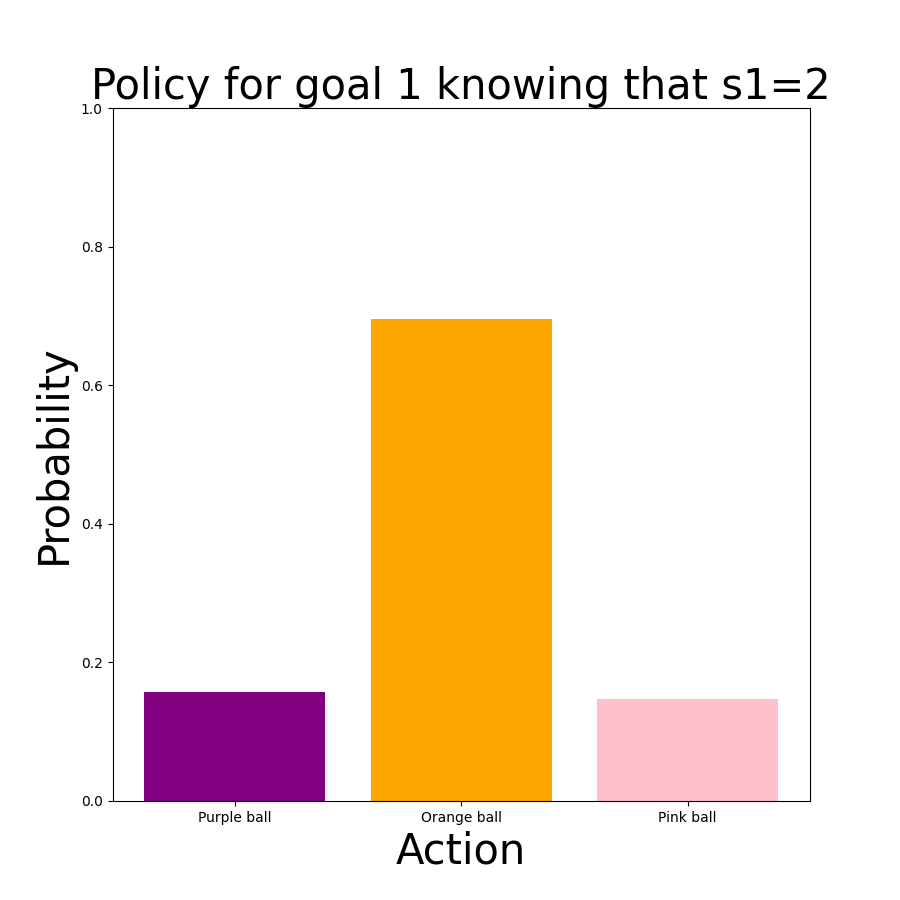 Policy for goal 1 knowing that s1=2
1.0
0.8
0.6
0.4
0.2
0.0
Probability
Purple ball
Orange ball
Pink ball
Action